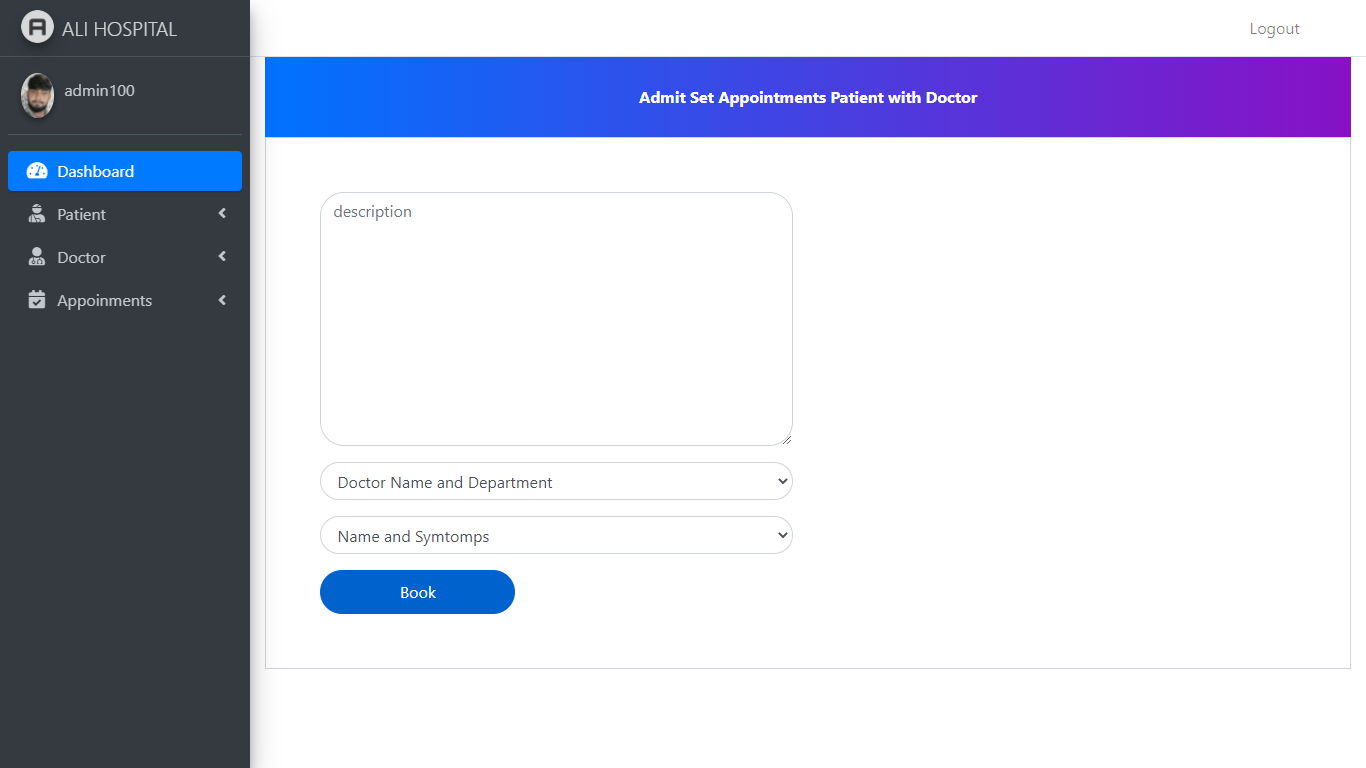 ALI HOSPITAL
Logout
admin100
Admit Set Appointments Patient with Doctor
Dashboard
Patient
Doctor
Appoinments
description
Doctor Name and Department
Name and Symtomps
Book